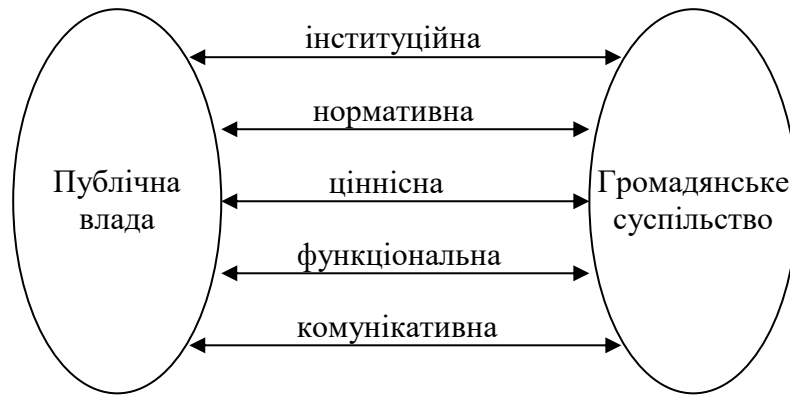 інституційна
нормативна
Публічна
влада
ціннісна
Громадянське
суспільство
функціональна
комунікативна